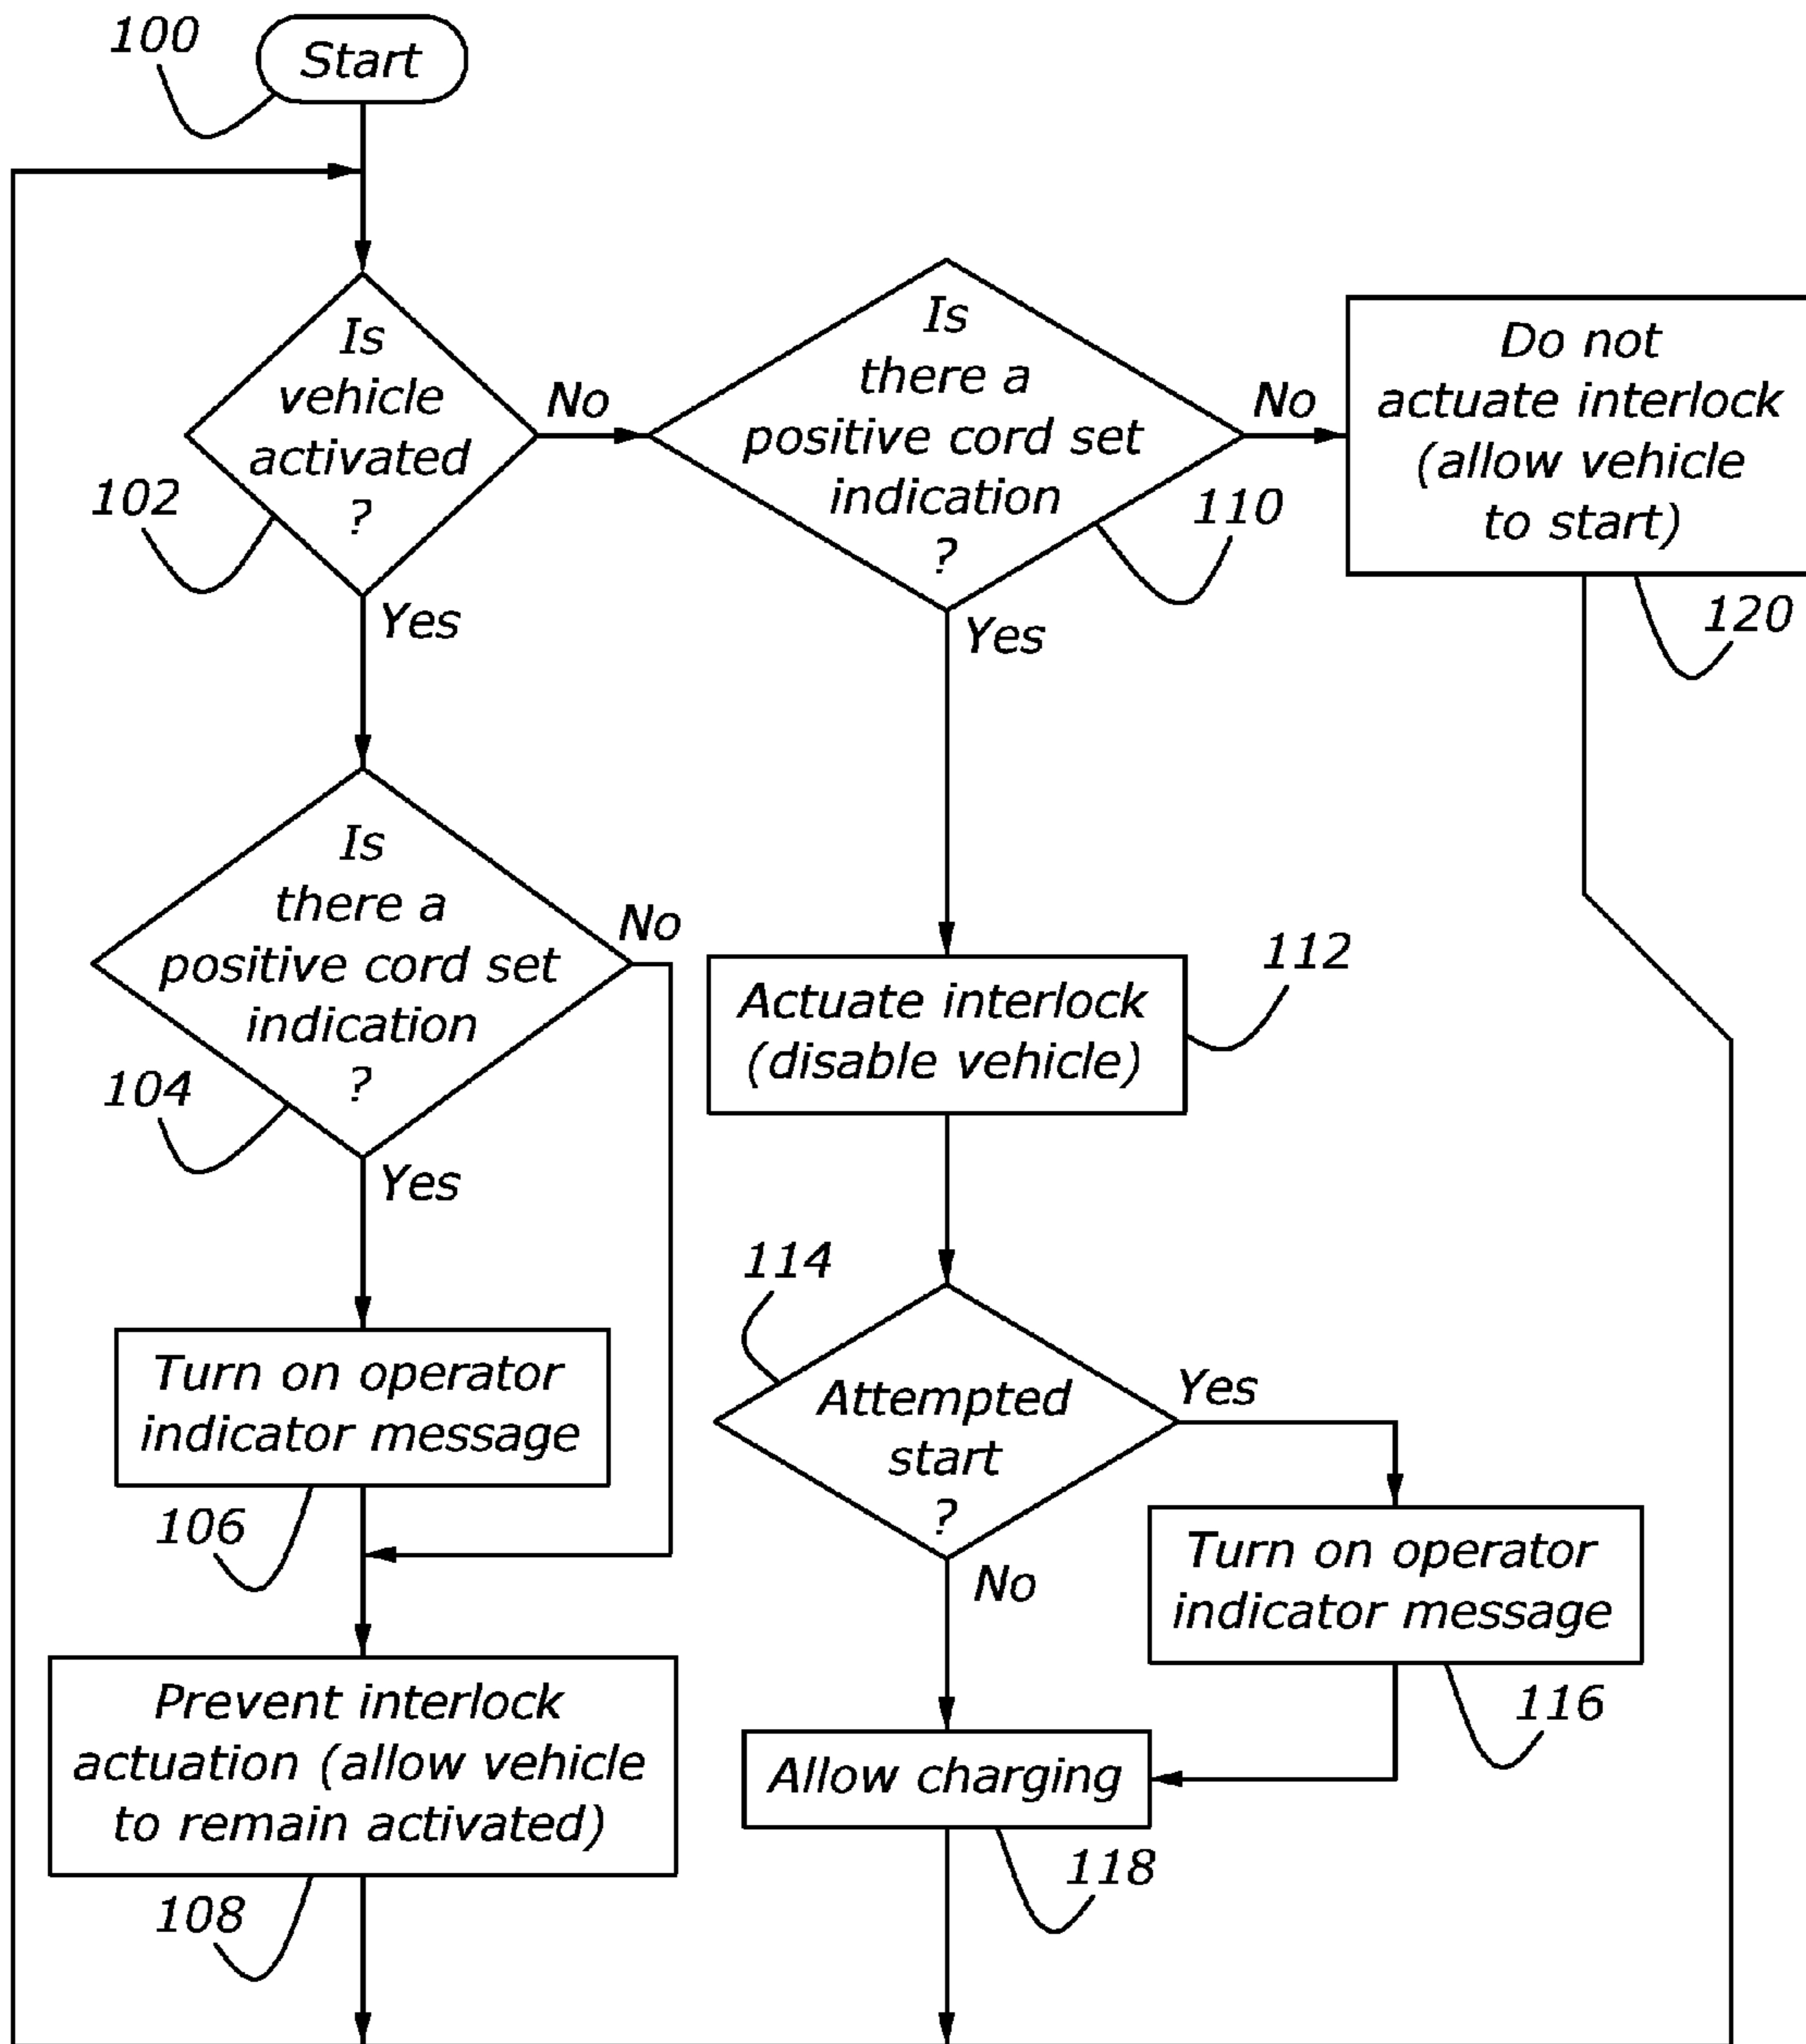 100
Start
Is
vehicle
activated
?
102
No
Yes
Is
there a
positive cord set
indication
?
110
No
Yes
Do not
actuate interlock
(allow vehicle
to start)
120
Is
there a
positive cord set
indication
?
104
No
Yes
Actuate interlock
(disable vehicle)
112
114
Attempted
start
?
Yes
No
Turn on operator
indicator message
106
Turn on operator
indicator message
116
Prevent interlock
actuation (allow vehicle
to remain activated)
108
Allow charging
118